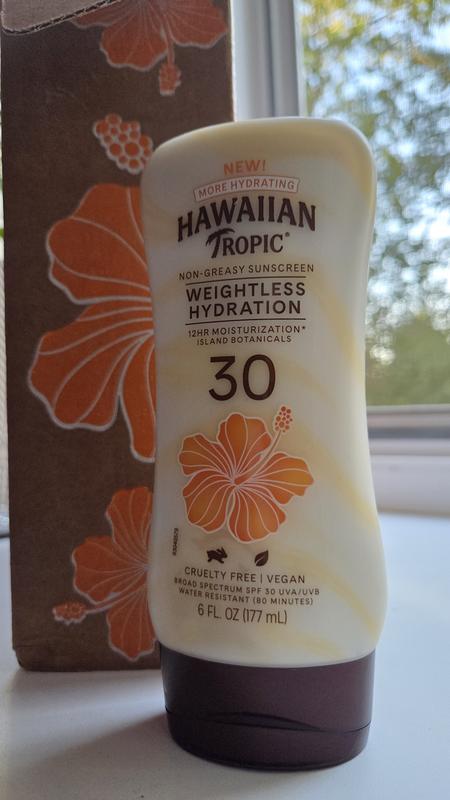 NEW!
MORE HYDRATING
HAWAIIAN
TROPIC®
NON-GREASY SUNSCREEN
WEIGHTLESS
HYDRATION
12HR MOISTURIZATION*
ISLAND BOTANICALS
30
CRUELTY FREE | VEGAN
BROAD SPECTRUM SPF 30 UVA/UVB
WATER RESISTANT (80 MINUTES)
6 FL. OZ (177 mL)